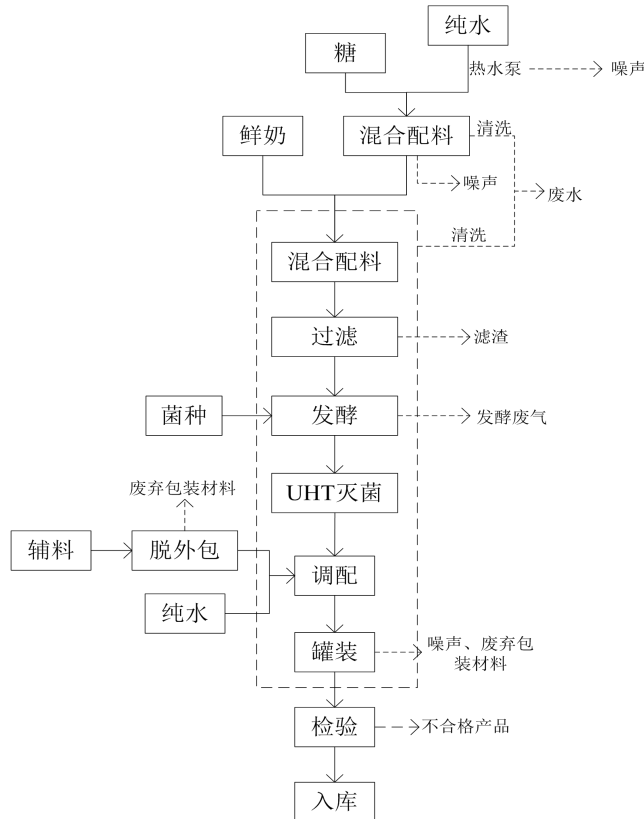 纯水
糖
热水泵
噪声
鲜奶
混合配料
清洗
噪声
废水
清洗
混合配料
过滤
滤渣
菌种
发酵
发酵废气
UHT灭菌
废弃包装材料
辅料
脱外包
调配
纯水
罐装
噪声、废弃包
装材料
检验
不合格产品
入库